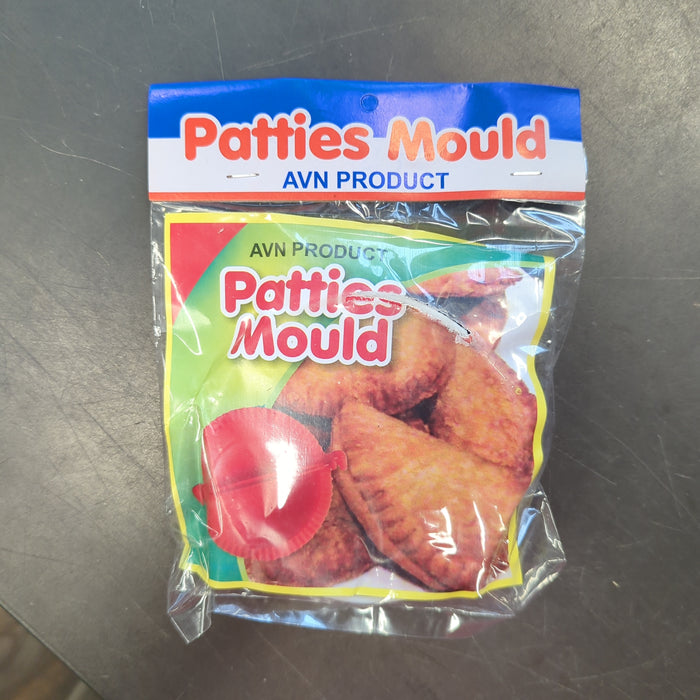 Patties Mould
AVN PRODUCT
AVN PRODUCT
Patties
Mould